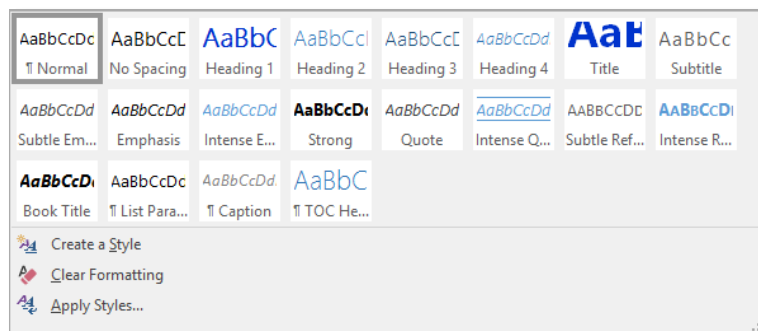 AaBbCcDc AaBbCcD AaBbC AaBbCcI AaBbCcD AaBbCcDd AaB AaBbCc
¶ Normal No Spacing Heading 1 Heading 2 Heading 3 Heading 4 Title Subtitle
AaBbCcDd AaBbCcDd AaBbCcDd AaBbCcDc AaBbCcDd AaBbCcDd AABBCCDD AABBCCDI
Subtle Em... Emphasis Intense E... Strong Quote Intense Q... Subtle Ref... Intense R...
AaBbCcDc AaBbCcDc AaBbCcDd AaBbC
Book Title ¶ List Para... ¶ Caption ¶ TOC He...
Create a Style
Clear Formatting
Apply Styles...